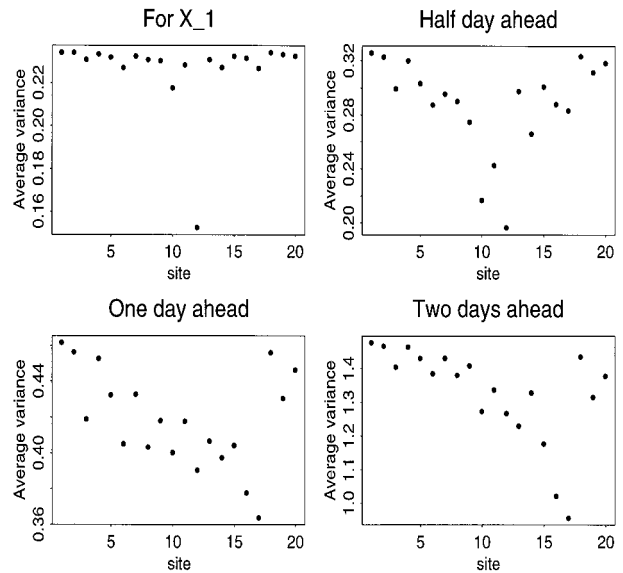 For X_1
Average variance
0.16 0.18 0.20 0.22
5 10 15 20
site
Half day ahead
Average variance
0.20 0.24 0.28 0.32
5 10 15 20
site
One day ahead
Average variance
0.36 0.40 0.44
5 10 15 20
site
Two days ahead
Average variance
1.0 1.1 1.2 1.3 1.4
5 10 15 20
site